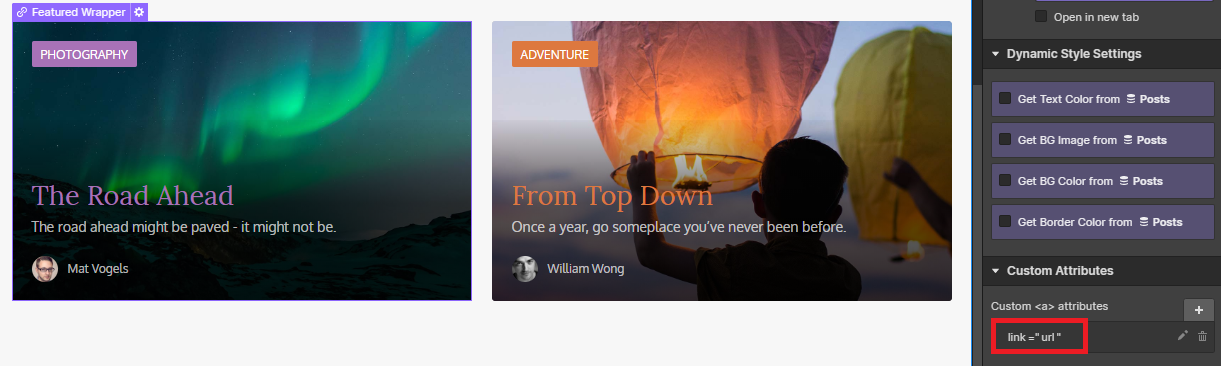 Featured Wrapper
PHOTOGRAPHY
The Road Ahead
The road ahead might be paved - it might not be.
Mat Vogels
ADVENTURE
From Top Down
Once a year, go someplace you’ve never been before.
William Wong
Open in new tab
Dynamic Style Settings
Get Text Color from Posts
Get BG Image from Posts
Get BG Color from Posts
Get Border Color from Posts
Custom Attributes
Custom <a> attributes
+
link =" url "